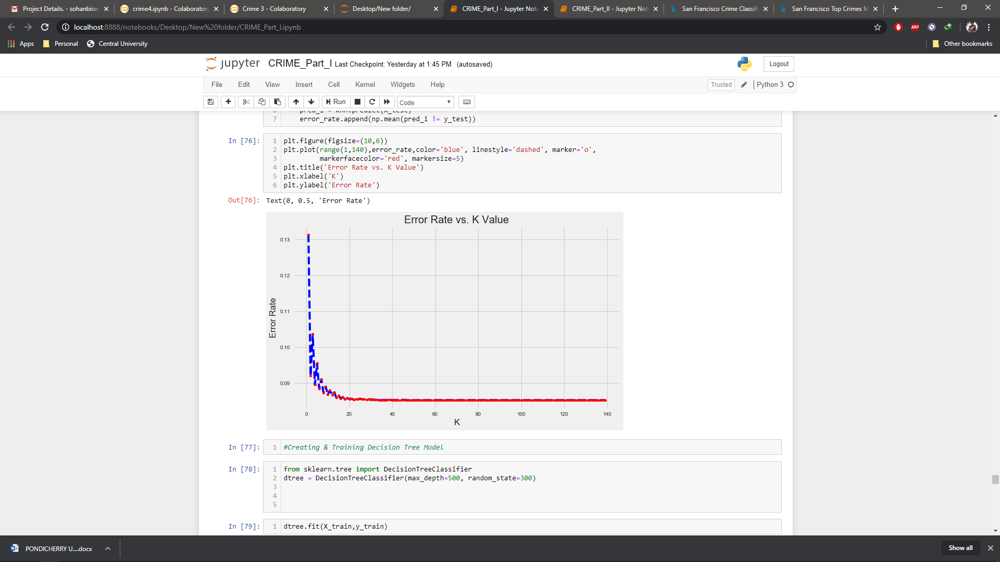 Project Details. - sohanbisw
crime4.ipynb - Colaboratory
Crime 3 - Colaboratory
Desktop/New folder/
CRIME_Part_I - Jupyter Note
CRIME_Part_II - Jupyter Not
San Francisco Crime Classifi
San Francisco Top Crimes M
localhost:8888/notebooks/Desktop/New%20folder/CRIME_Part_I.ipynb
ABP
Apps
Personal
Central University
Other bookmarks
jupyter CRIME_Part_I Last Checkpoint: Yesterday at 1:45 PM (autosaved)
Logout
File Edit View Insert Cell Kernel Widgets Help
Trusted
Python 3
Run
Code
6 pred_i = knn.predict(X_test)
7 error_rate.append(np.mean(pred_i != y_test))
In [76]:
1 plt.figure(figsize=(10,6))
2 plt.plot(range(1,140),error_rate,color='blue', linestyle='dashed', marker='o',
3 markerfacecolor='red', markersize=5)
4 plt.title('Error Rate vs. K Value')
5 plt.xlabel('K')
6 plt.ylabel('Error Rate')
Out[76]: Text(0, 0.5, 'Error Rate')
Error Rate vs. K Value
0.13
0.12
0.11
0.10
0.09
Error Rate
0 20 40 60 80 100 120 140
K
In [77]: 1 #Creating & Training Decision Tree Model
In [78]:
1 from sklearn.tree import DecisionTreeClassifier
2 dtree = DecisionTreeClassifier(max_depth=500, random_state=300)
3
4
5
In [79]: 1 dtree.fit(X_train,y_train)
PONDICHERRY U....docx
Show all